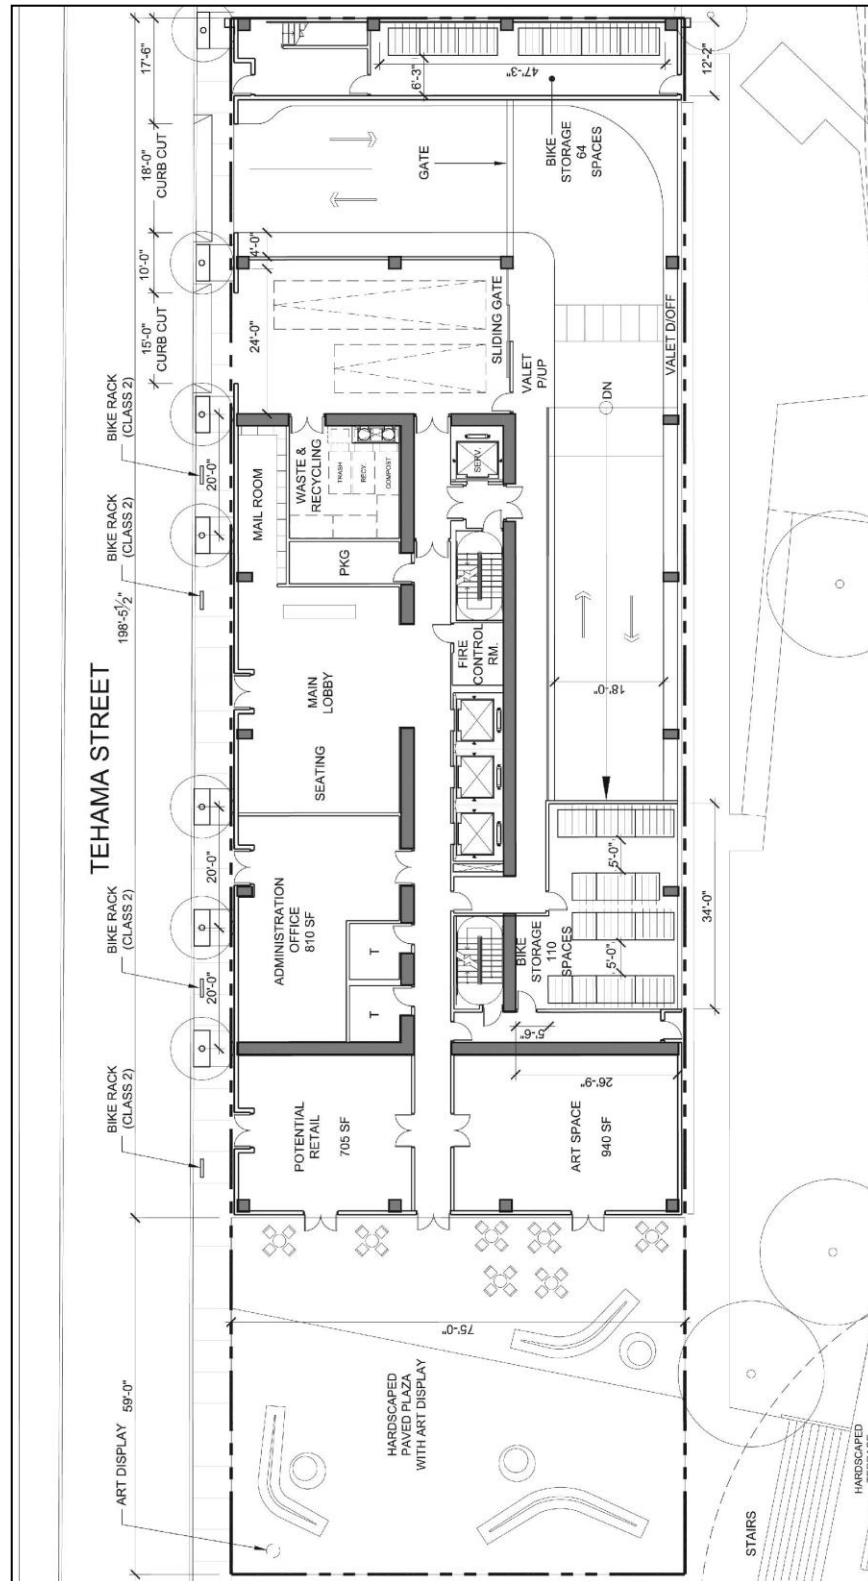 TEHAMA STREET
ART DISPLAY
59'-0"
198'-5½"
BIKE RACK
(CLASS 2)
BIKE RACK
(CLASS 2)
BIKE RACK
(CLASS 2)
BIKE RACK
(CLASS 2)
20'-0"
20'-0"
20'-0"
15'-0"
CURB CUT
10'-0"
18'-0"
CURB CUT
17'-6"
HARDSCAPED
PAVED PLAZA
WITH ART DISPLAY
75'-0"
POTENTIAL
RETAIL
705 SF
ART SPACE
940 SF
26'-9"
5'-6"
ADMINISTRATION
OFFICE
810 SF
T
T
BIKE
STORAGE
110
SPACES
5'-0"
5'-0"
34'-0"
SEATING
MAIN
LOBBY
FIRE
CONTROL
RM.
18'-0"
PKG
MAIL ROOM
WASTE &
RECYCLING
TRASH
RECY.
COMPOST
SERV.
DN
24'-0"
4'-0"
SLIDING GATE
VALET
P/UP
VALET D/OFF
GATE
BIKE
STORAGE
64
SPACES
6'-3"
47'-3"
12'-2"
STAIRS
HARDSCAPED